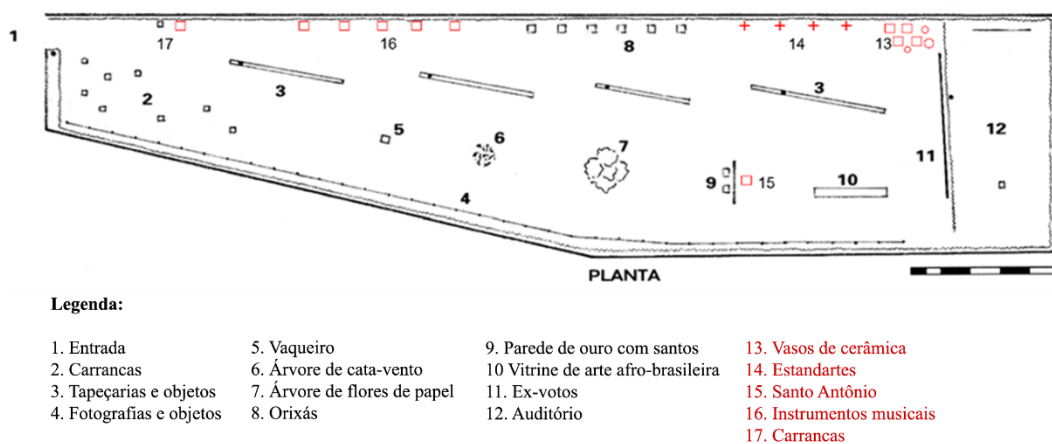 1
17
16
8
14
13
2
3
3
5
6
7
12
11
9
15
10
4
PLANTA
Legenda:
1. Entrada
2. Carrancas
3. Tapeçarias e objetos
4. Fotografias e objetos
5. Vaqueiro
6. Árvore de cata-vento
7. Árvore de flores de papel
8. Orixás
9. Parede de ouro com santos
10 Vitrine de arte afro-brasileira
11. Ex-votos
12. Auditório
13. Vasos de cerâmica
14. Estandartes
15. Santo Antônio
16. Instrumentos musicais
17. Carrancas